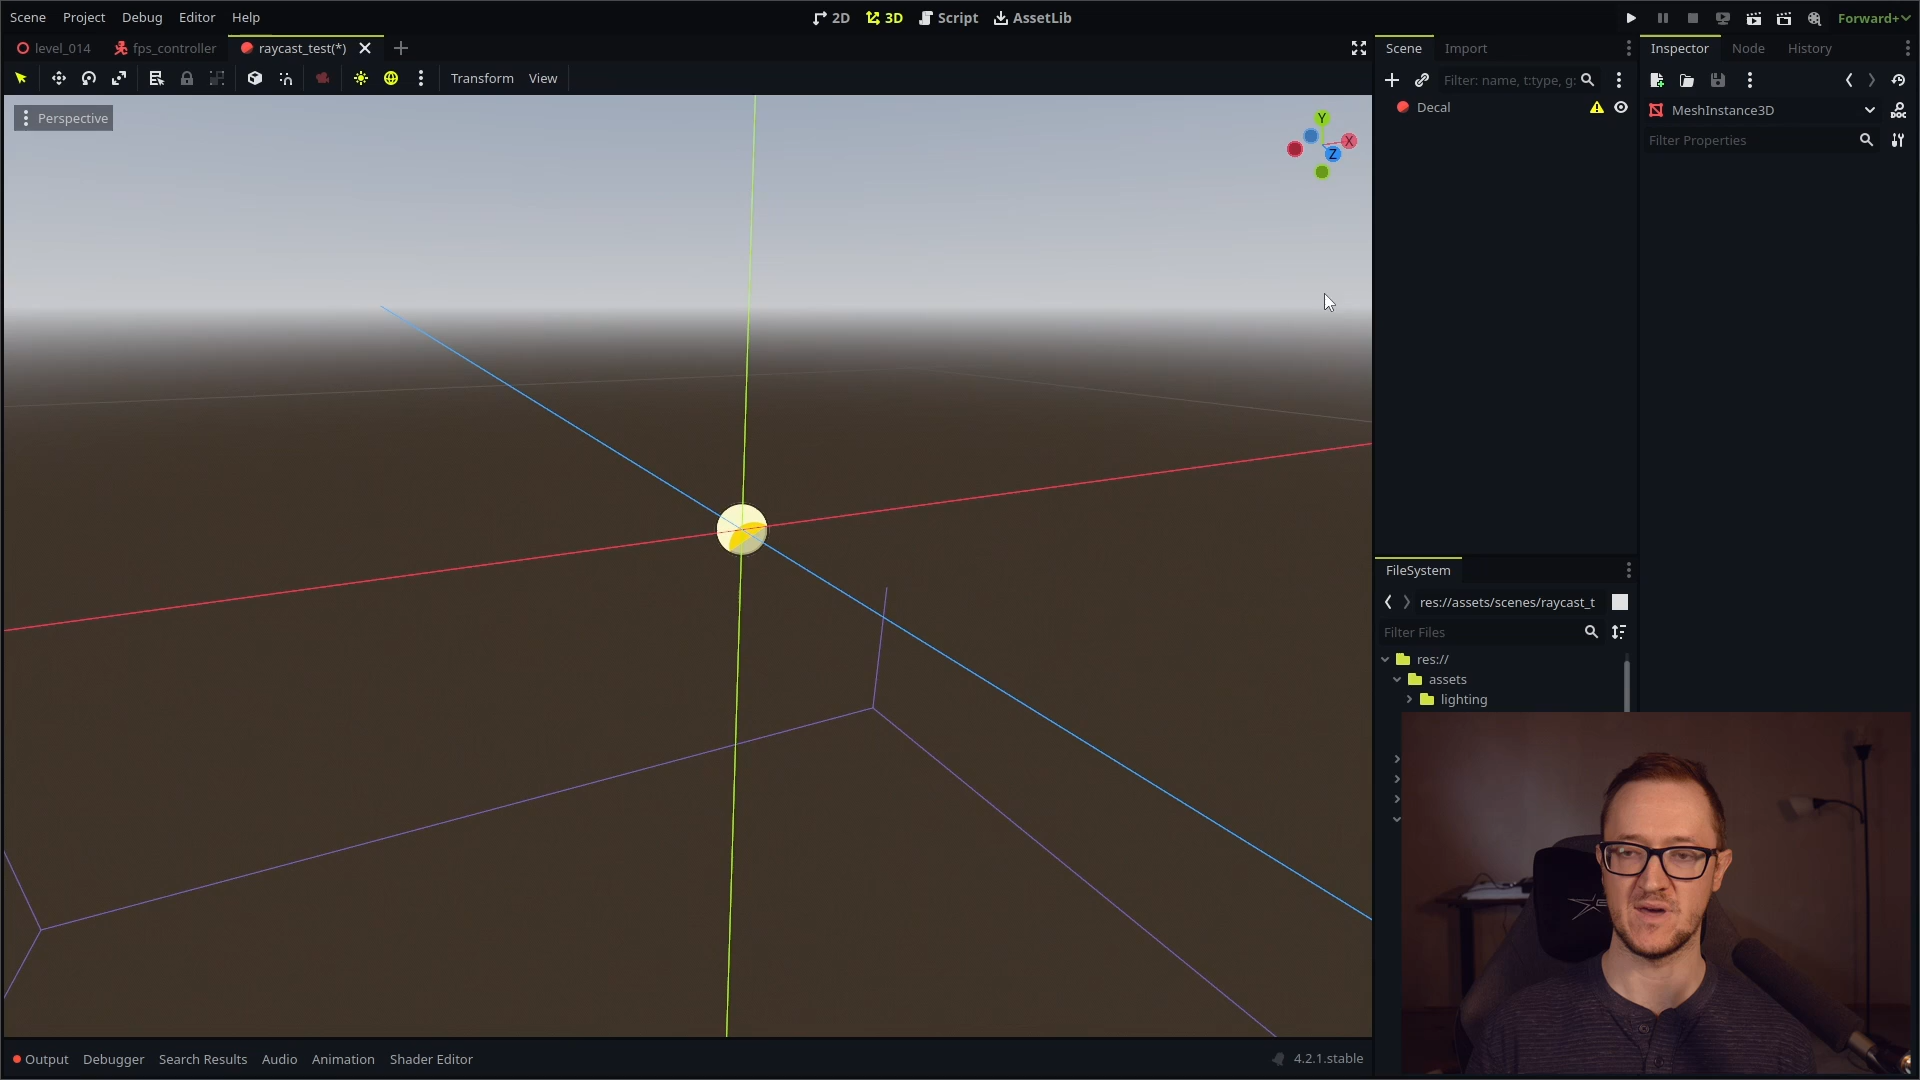 Scene Project Debug Editor Help
2D 3D Script AssetLib
Forward+
level_014 fps_controller raycast_test(*)
Scene Import
Inspector Node History
Transform View
Filter: name, t:type, g:
Perspective
Y
X
Z
Decal
MeshInstance3D
DOC
Filter Properties
FileSystem
res://assets/scenes/raycast_t
Filter Files
res://
assets
lighting
Output Debugger Search Results Audio Animation Shader Editor
4.2.1.stable